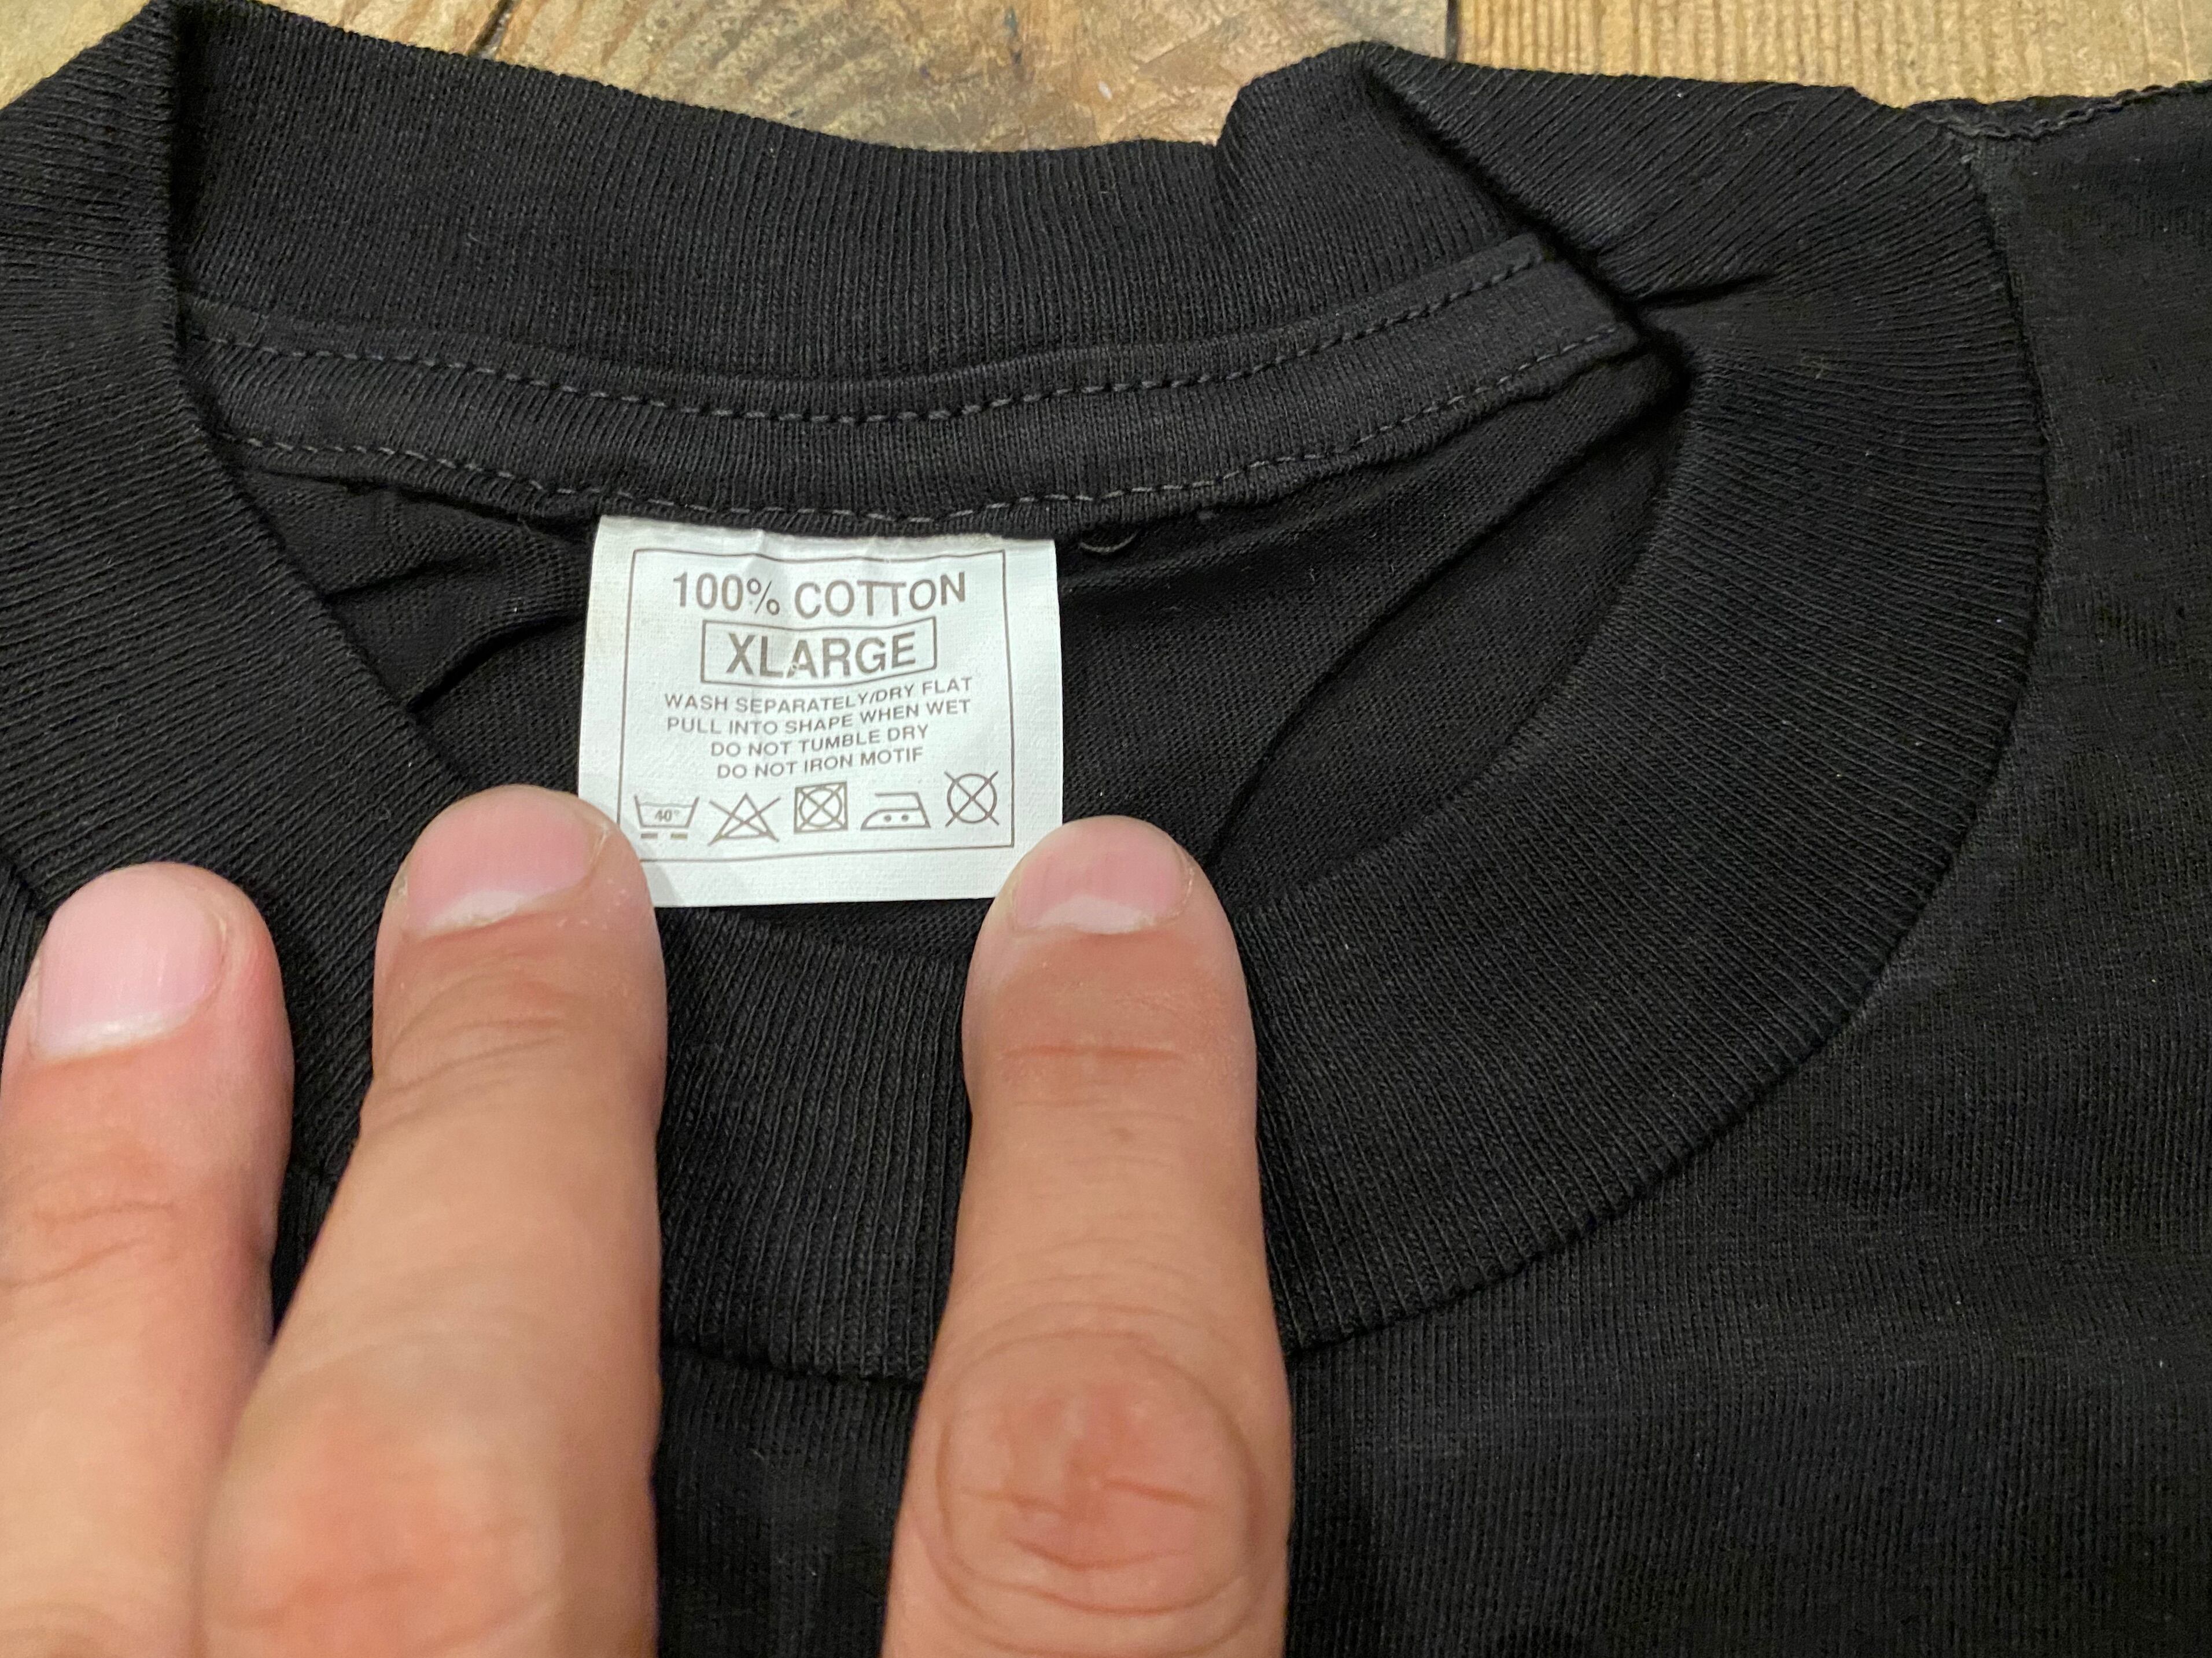 100% COTTON
XLARGE
WASH SEPARATELY/DRY FLAT
PULL INTO SHAPE WHEN WET
DO NOT TUMBLE DRY
DO NOT IRON MOTIF
40°